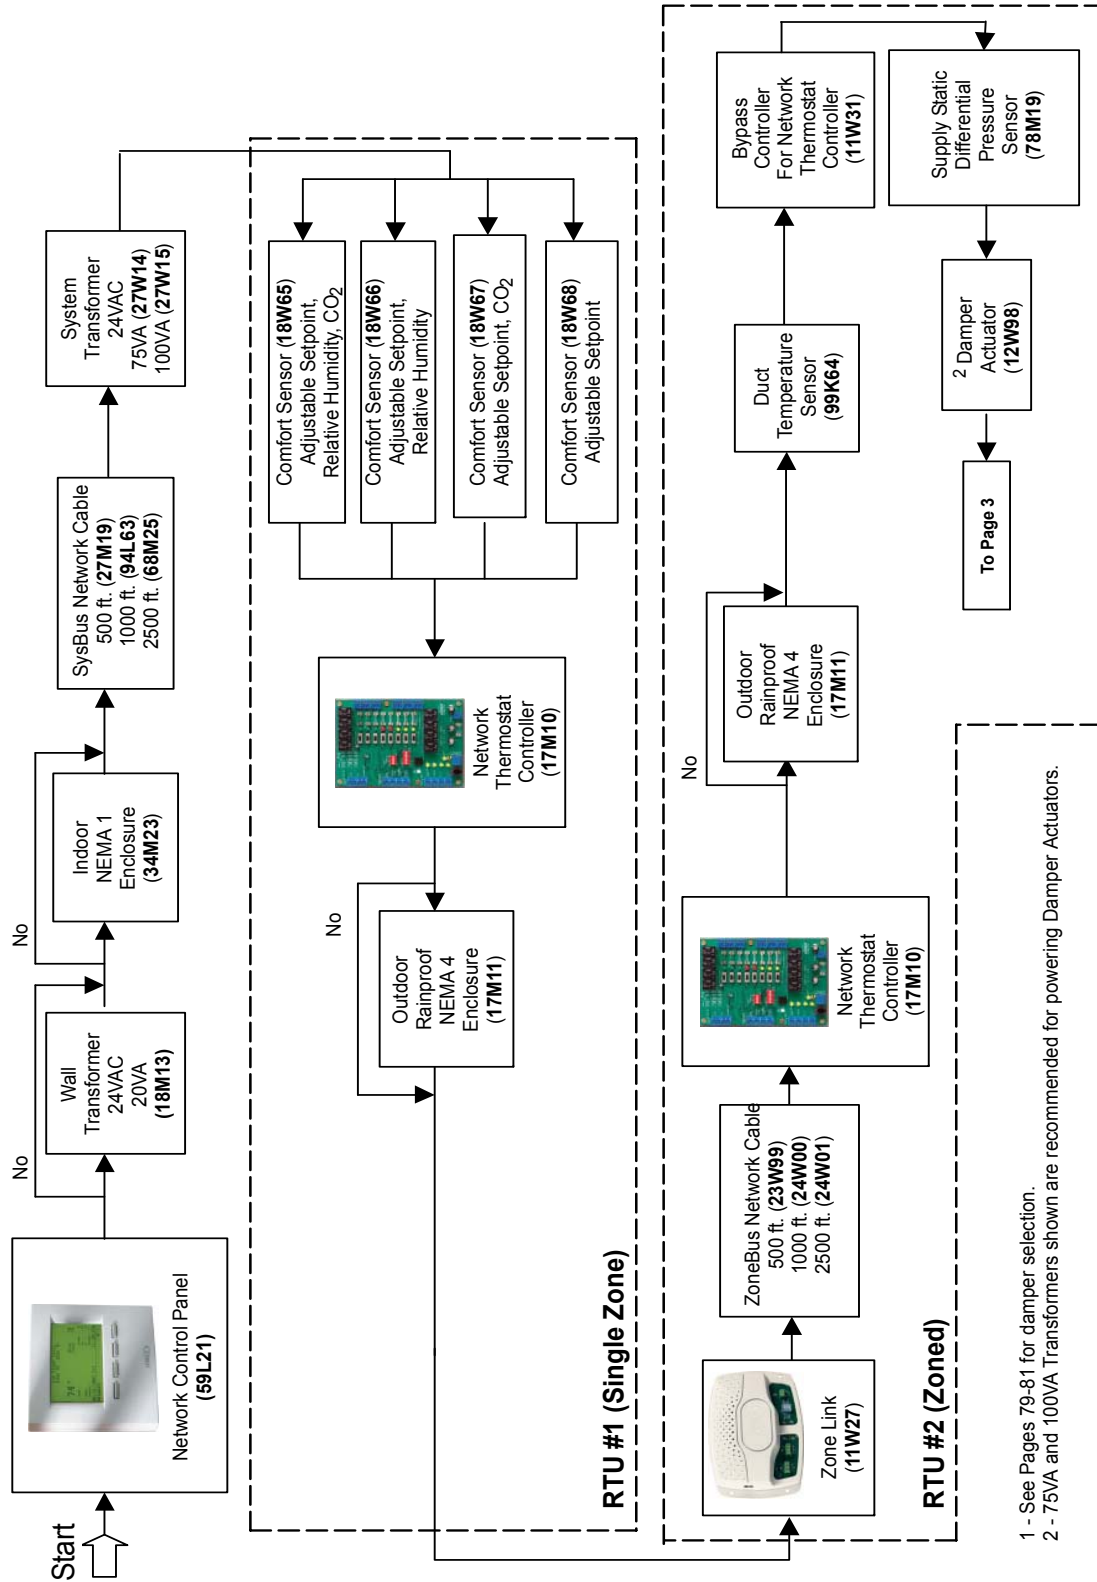 Start
Network Control Panel
(59L21)
No
Wall
Transformer
24VAC
20VA
(18M13)
No
Indoor
NEMA 1
Enclosure
(34M23)
SysBus Network Cable
500 ft. (27M19)
1000 ft. (94L63)
2500 ft. (68M25)
System
Transformer
24VAC
75VA (27W14)
100VA (27W15)
RTU #1 (Single Zone)
Comfort Sensor (18W65)
Adjustable Setpoint,
Relative Humidity, CO2
Comfort Sensor (18W66)
Adjustable Setpoint,
Relative Humidity
Comfort Sensor (18W67)
Adjustable Setpoint, CO2
Comfort Sensor (18W68)
Adjustable Setpoint
Network
Thermostat
Controller
(17M10)
No
Outdoor
Rainproof
NEMA 4
Enclosure
(17M11)
RTU #2 (Zoned)
Zone Link
(11W27)
ZoneBus Network Cable
500 ft. (23W99)
1000 ft. (24W00)
2500 ft. (24W01)
Network
Thermostat
Controller
(17M10)
No
Outdoor
Rainproof
NEMA 4
Enclosure
(17M11)
Duct
Temperature
Sensor
(99K64)
Bypass
Controller
For Network
Thermostat
Controller
(11W31)
Supply Static
Differential
Pressure
Sensor
(78M19)
2 Damper
Actuator
(12W98)
To Page 3
1 - See Pages 79-81 for damper selection.
2 - 75VA and 100VA Transformers shown are recommended for powering Damper Actuators.